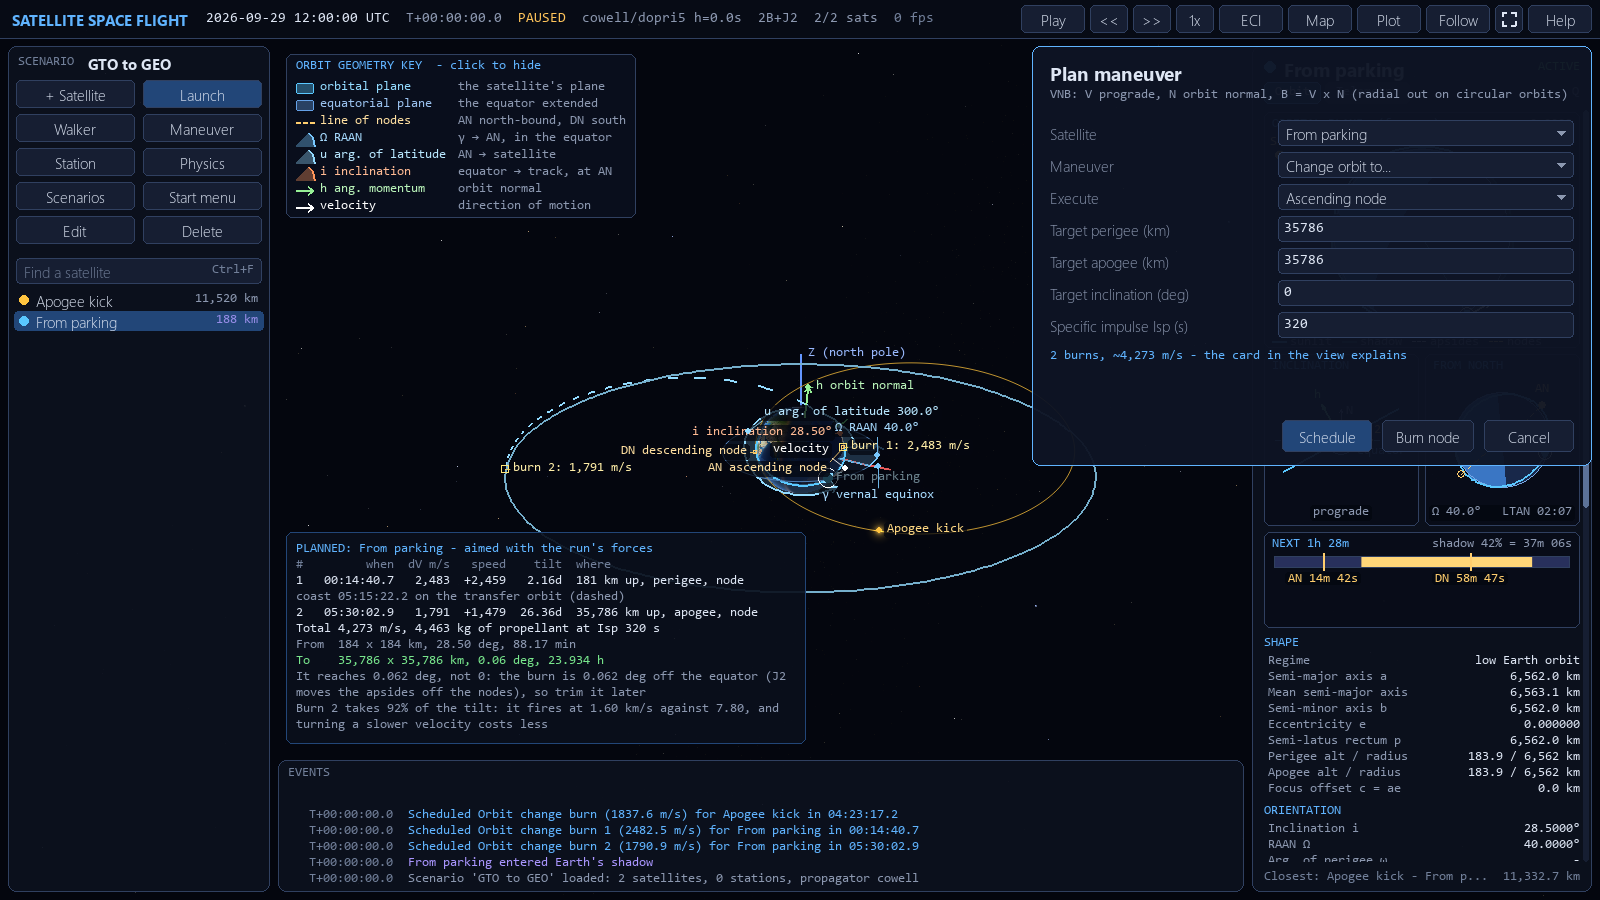 SATELLITE SPACE FLIGHT 2026-09-29 12:00:00 UTC T+00:00:00.0 PAUSED cowell/dopri5 h=0.0s 2B+J2 2/2 sats 0 fps Play << >> 1x ECI Map Plot Follow Help
SCENARIO GTO to GEO
+ Satellite Launch
Walker Maneuver
Station Physics
Scenarios Start menu
Edit Delete
Find a satellite Ctrl+F
Apogee kick 11,520 km
From parking 188 km
ORBIT GEOMETRY KEY - click to hide
orbital plane the satellite's plane
equatorial plane the equator extended
line of nodes AN north-bound, DN south
Ω RAAN γ → AN, in the equator
u arg. of latitude AN → satellite
i inclination equator → track, at AN
h ang. momentum orbit normal
velocity direction of motion
Z (north pole)
h orbit normal
u arg. of latitude 300.0°
i inclination 28.50° Ω RAAN 40.0°
DN descending node velocity burn 1: 2,483 m/s
burn 2: 1,791 m/s AN ascending node
From parking
γ vernal equinox
Apogee kick
PLANNED: From parking - aimed with the run's forces
# when dV m/s speed tilt where
1 00:14:40.7 2,483 +2,459 2.16d 181 km up, perigee, node
coast 05:15:22.2 on the transfer orbit (dashed)
2 05:30:02.9 1,791 +1,479 26.36d 35,786 km up, apogee, node
Total 4,273 m/s, 4,463 kg of propellant at Isp 320 s
From 184 x 184 km, 28.50 deg, 88.17 min
To 35,786 x 35,786 km, 0.06 deg, 23.934 h
It reaches 0.062 deg, not 0: the burn is 0.062 deg off the equator (J2
moves the apsides off the nodes), so trim it later
Burn 2 takes 92% of the tilt: it fires at 1.60 km/s against 7.80, and
turning a slower velocity costs less
EVENTS
T+00:00:00.0 Scheduled Orbit change burn (1837.6 m/s) for Apogee kick in 04:23:17.2
T+00:00:00.0 Scheduled Orbit change burn 1 (2482.5 m/s) for From parking in 00:14:40.7
T+00:00:00.0 Scheduled Orbit change burn 2 (1790.9 m/s) for From parking in 05:30:02.9
T+00:00:00.0 From parking entered Earth's shadow
T+00:00:00.0 Scenario 'GTO to GEO' loaded: 2 satellites, 0 stations, propagator cowell
Plan maneuver
From parking
VNB: V prograde, N orbit normal, B = V x N (radial out on circular orbits)
Satellite From parking
Maneuver Change orbit to...
Execute Ascending node
Target perigee (km) 35786
Target apogee (km) 35786
Target inclination (deg) 0
Specific impulse Isp (s) 320
2 burns, ~4,273 m/s - the card in the view explains
Schedule Burn node Cancel
prograde Ω 40.0° LTAN 02:07
NEXT 1h 28m shadow 42% = 37m 06s
AN 14m 42s DN 58m 47s
SHAPE
Regime low Earth orbit
Semi-major axis a 6,562.0 km
Mean semi-major axis 6,563.1 km
Semi-minor axis b 6,562.0 km
Eccentricity e 0.000000
Semi-latus rectum p 6,562.0 km
Perigee alt / radius 183.9 / 6,562 km
Apogee alt / radius 183.9 / 6,562 km
Focus offset c = ae 0.0 km
ORIENTATION
Inclination i 28.5000°
RAAN Ω 40.0000°
Arg. of perigee ω -
Closest: Apogee kick - From p... 11,332.7 km